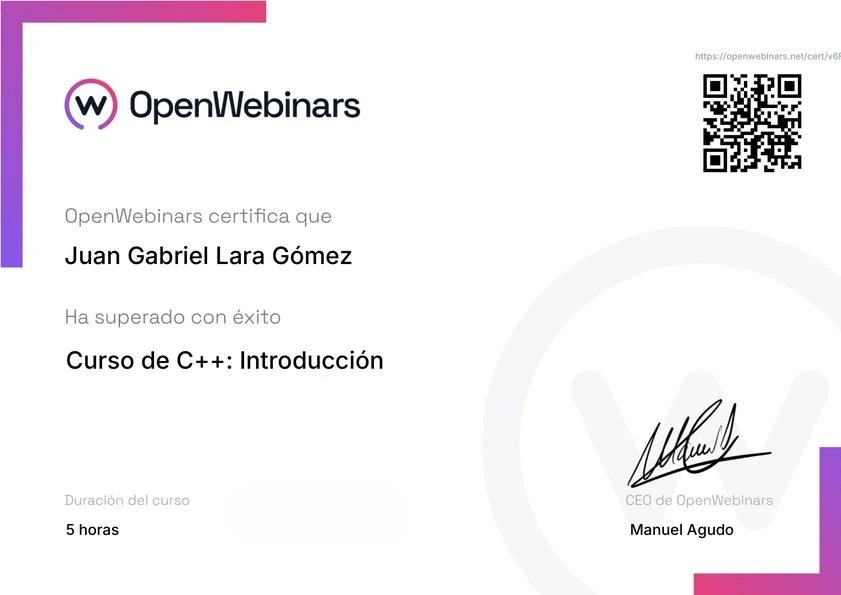 https://openwebinars.net/cert/v6
OpenWebinars
OpenWebinars certifica que
Juan Gabriel Lara Gómez
Ha superado con éxito
Curso de C++: Introducción
Duración del curso
5 horas
CEO de OpenWebinars
Manuel Agudo